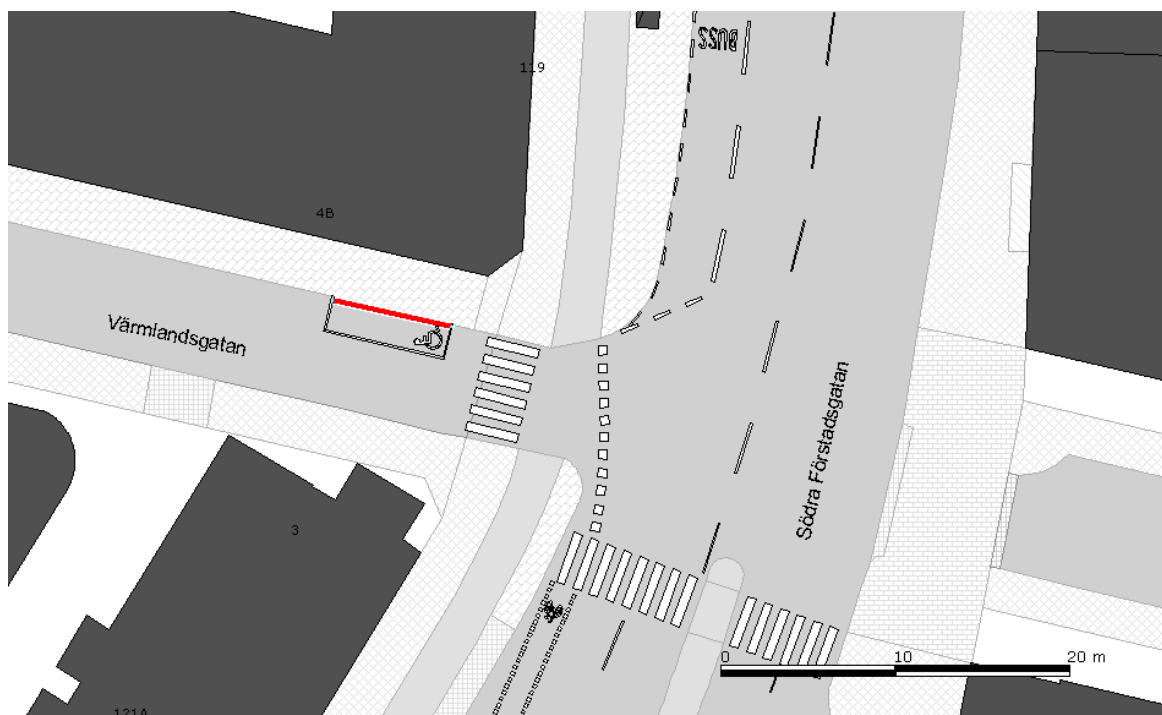 BUSS
119
4B
Värmlandsgatan
Södra Förstadsgatan
3
0 10 20 m
121A